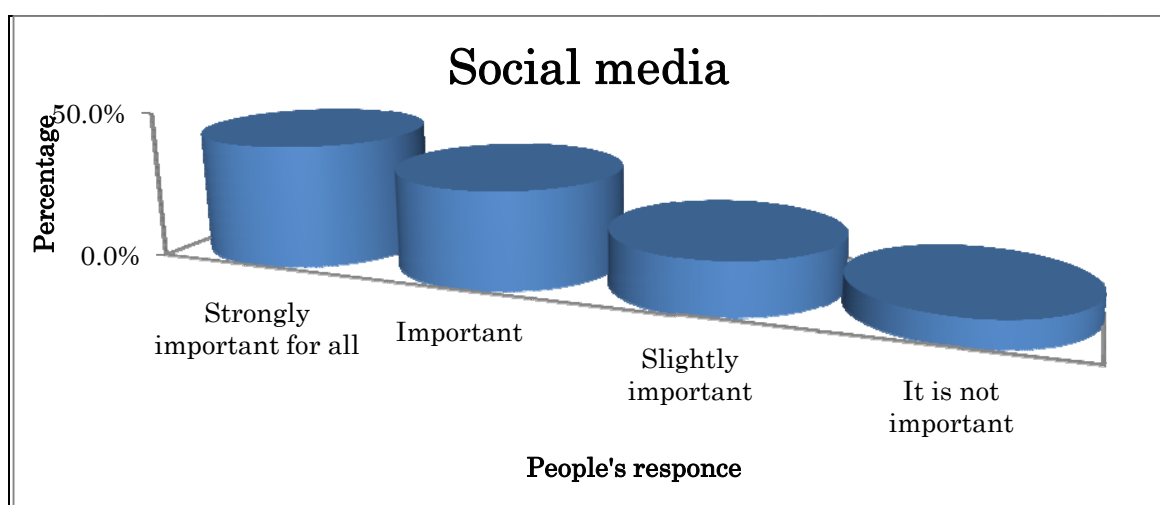 Social media
50.0%
Percentage
0.0%
Strongly
important for all
Important
Slightly
important
It is not
important
People's responce